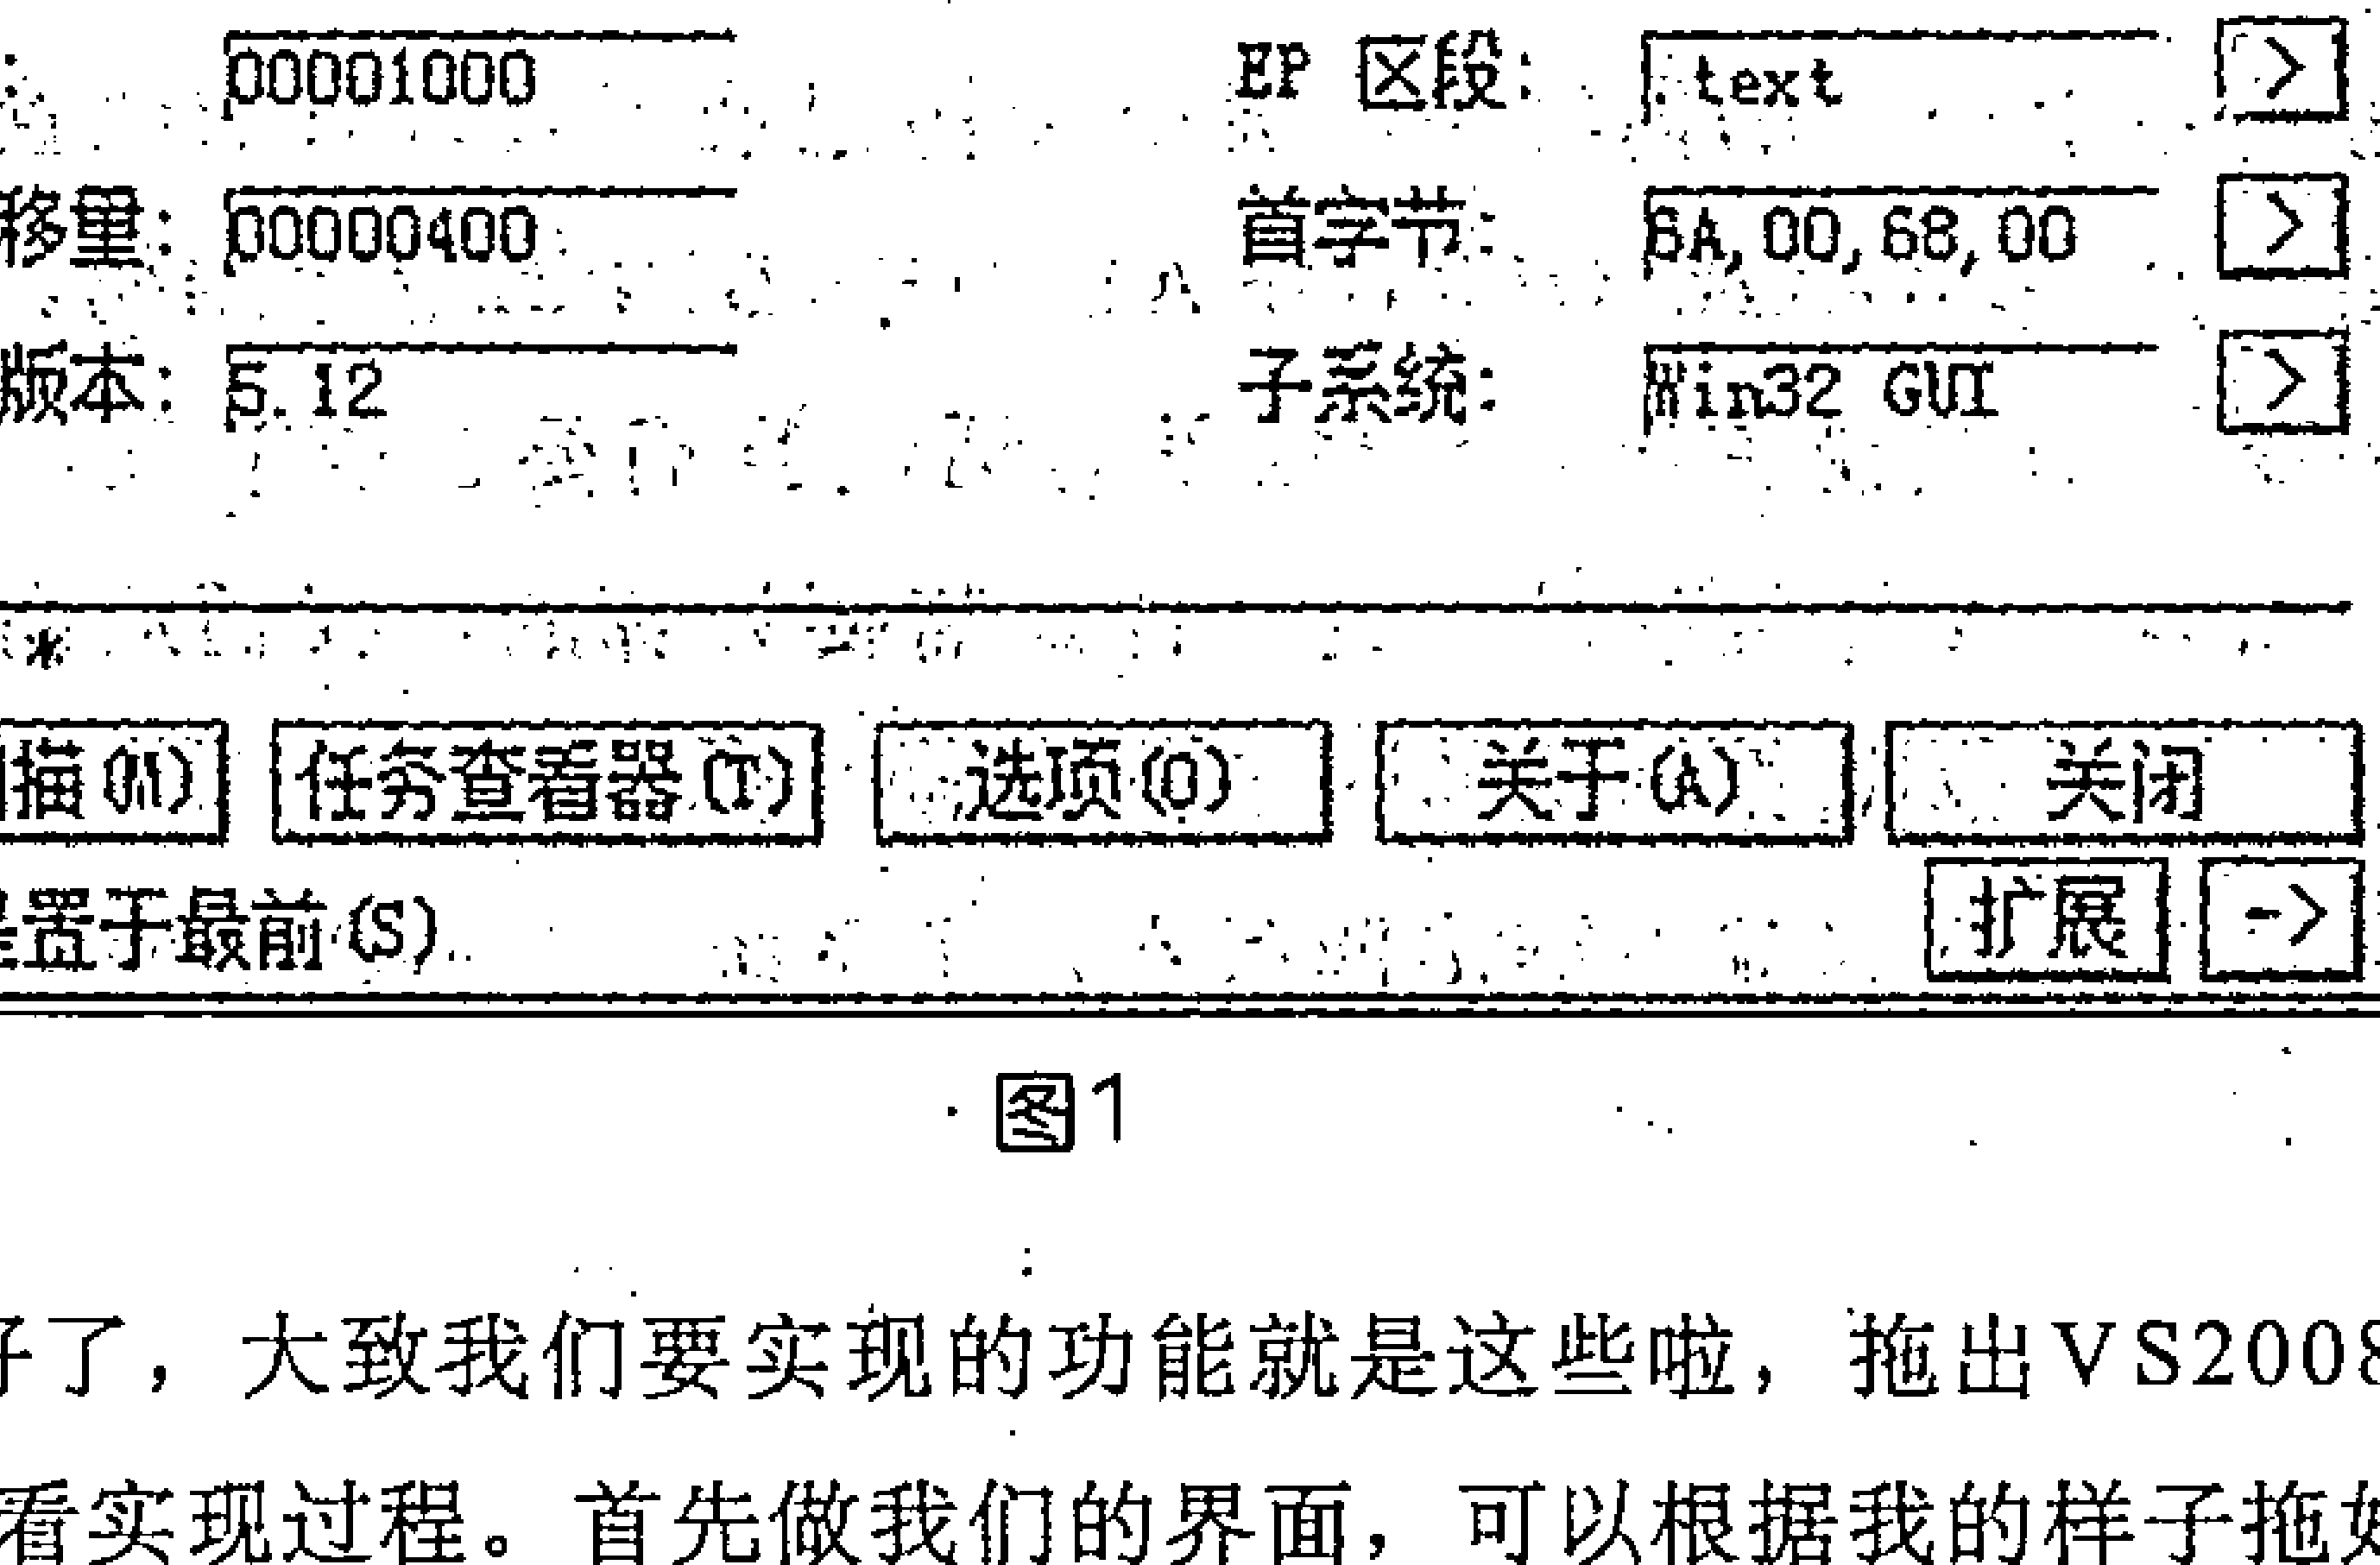 : 00001000 EP 区段: .text >
移量: 00000400 首字节: 6A,00,68,00 >
版本: 5.12 子系统: Win32 GUI >
*
描(M) 任务查看器(T) 选项(O) 关于(A) 关闭
置于最前(S) 扩展 ->
图1
好了，大致我们要实现的功能就是这些啦，拖出VS2008
看实现过程。首先做我们的界面，可以根据我的样子拖好